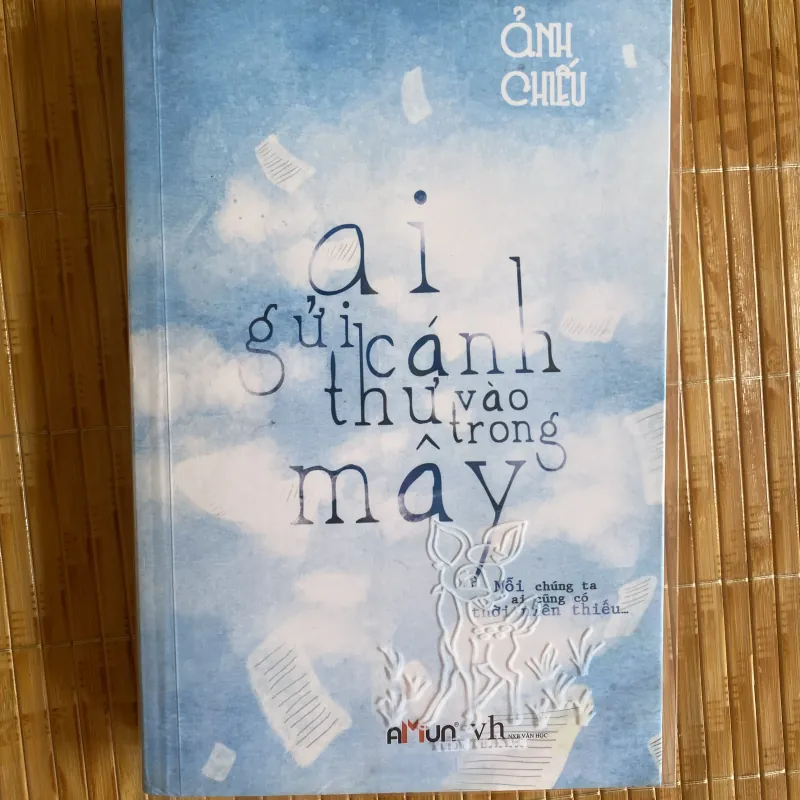 ẢNH
CHIẾU
ai
gửi cánh
thư vào
trong
mây
Mỗi chúng ta
ai cũng có
thời niên thiếu...
AMUN vh
NXB VĂN HỌC